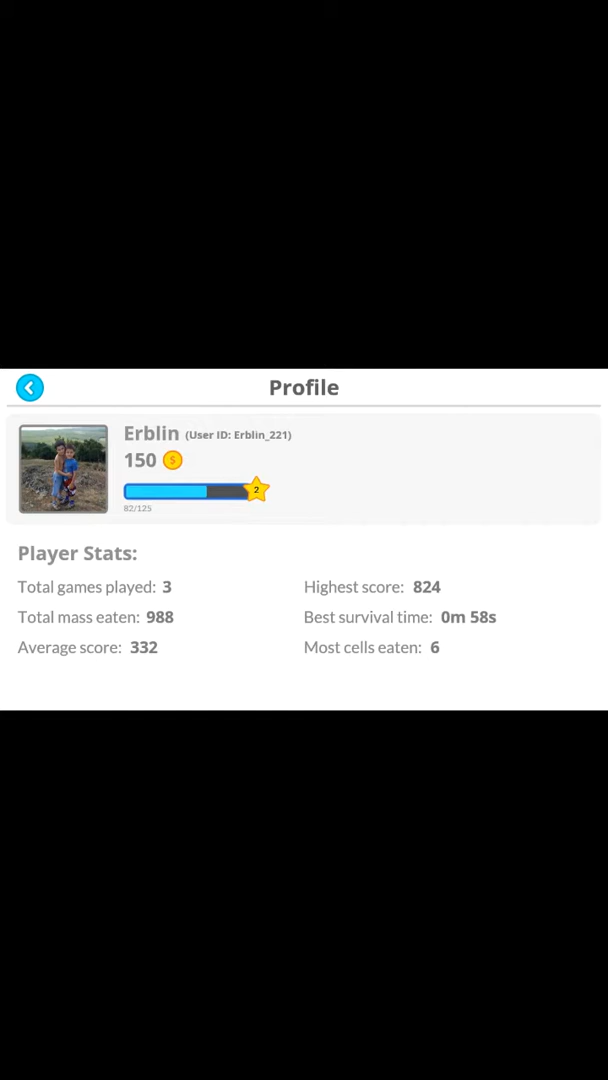 Profile
Erblin (User ID: Erblin_221)
150 $
2
82/125
Player Stats:
Total games played: 3
Highest score: 824
Total mass eaten: 988
Best survival time: 0m 58s
Average score: 332
Most cells eaten: 6